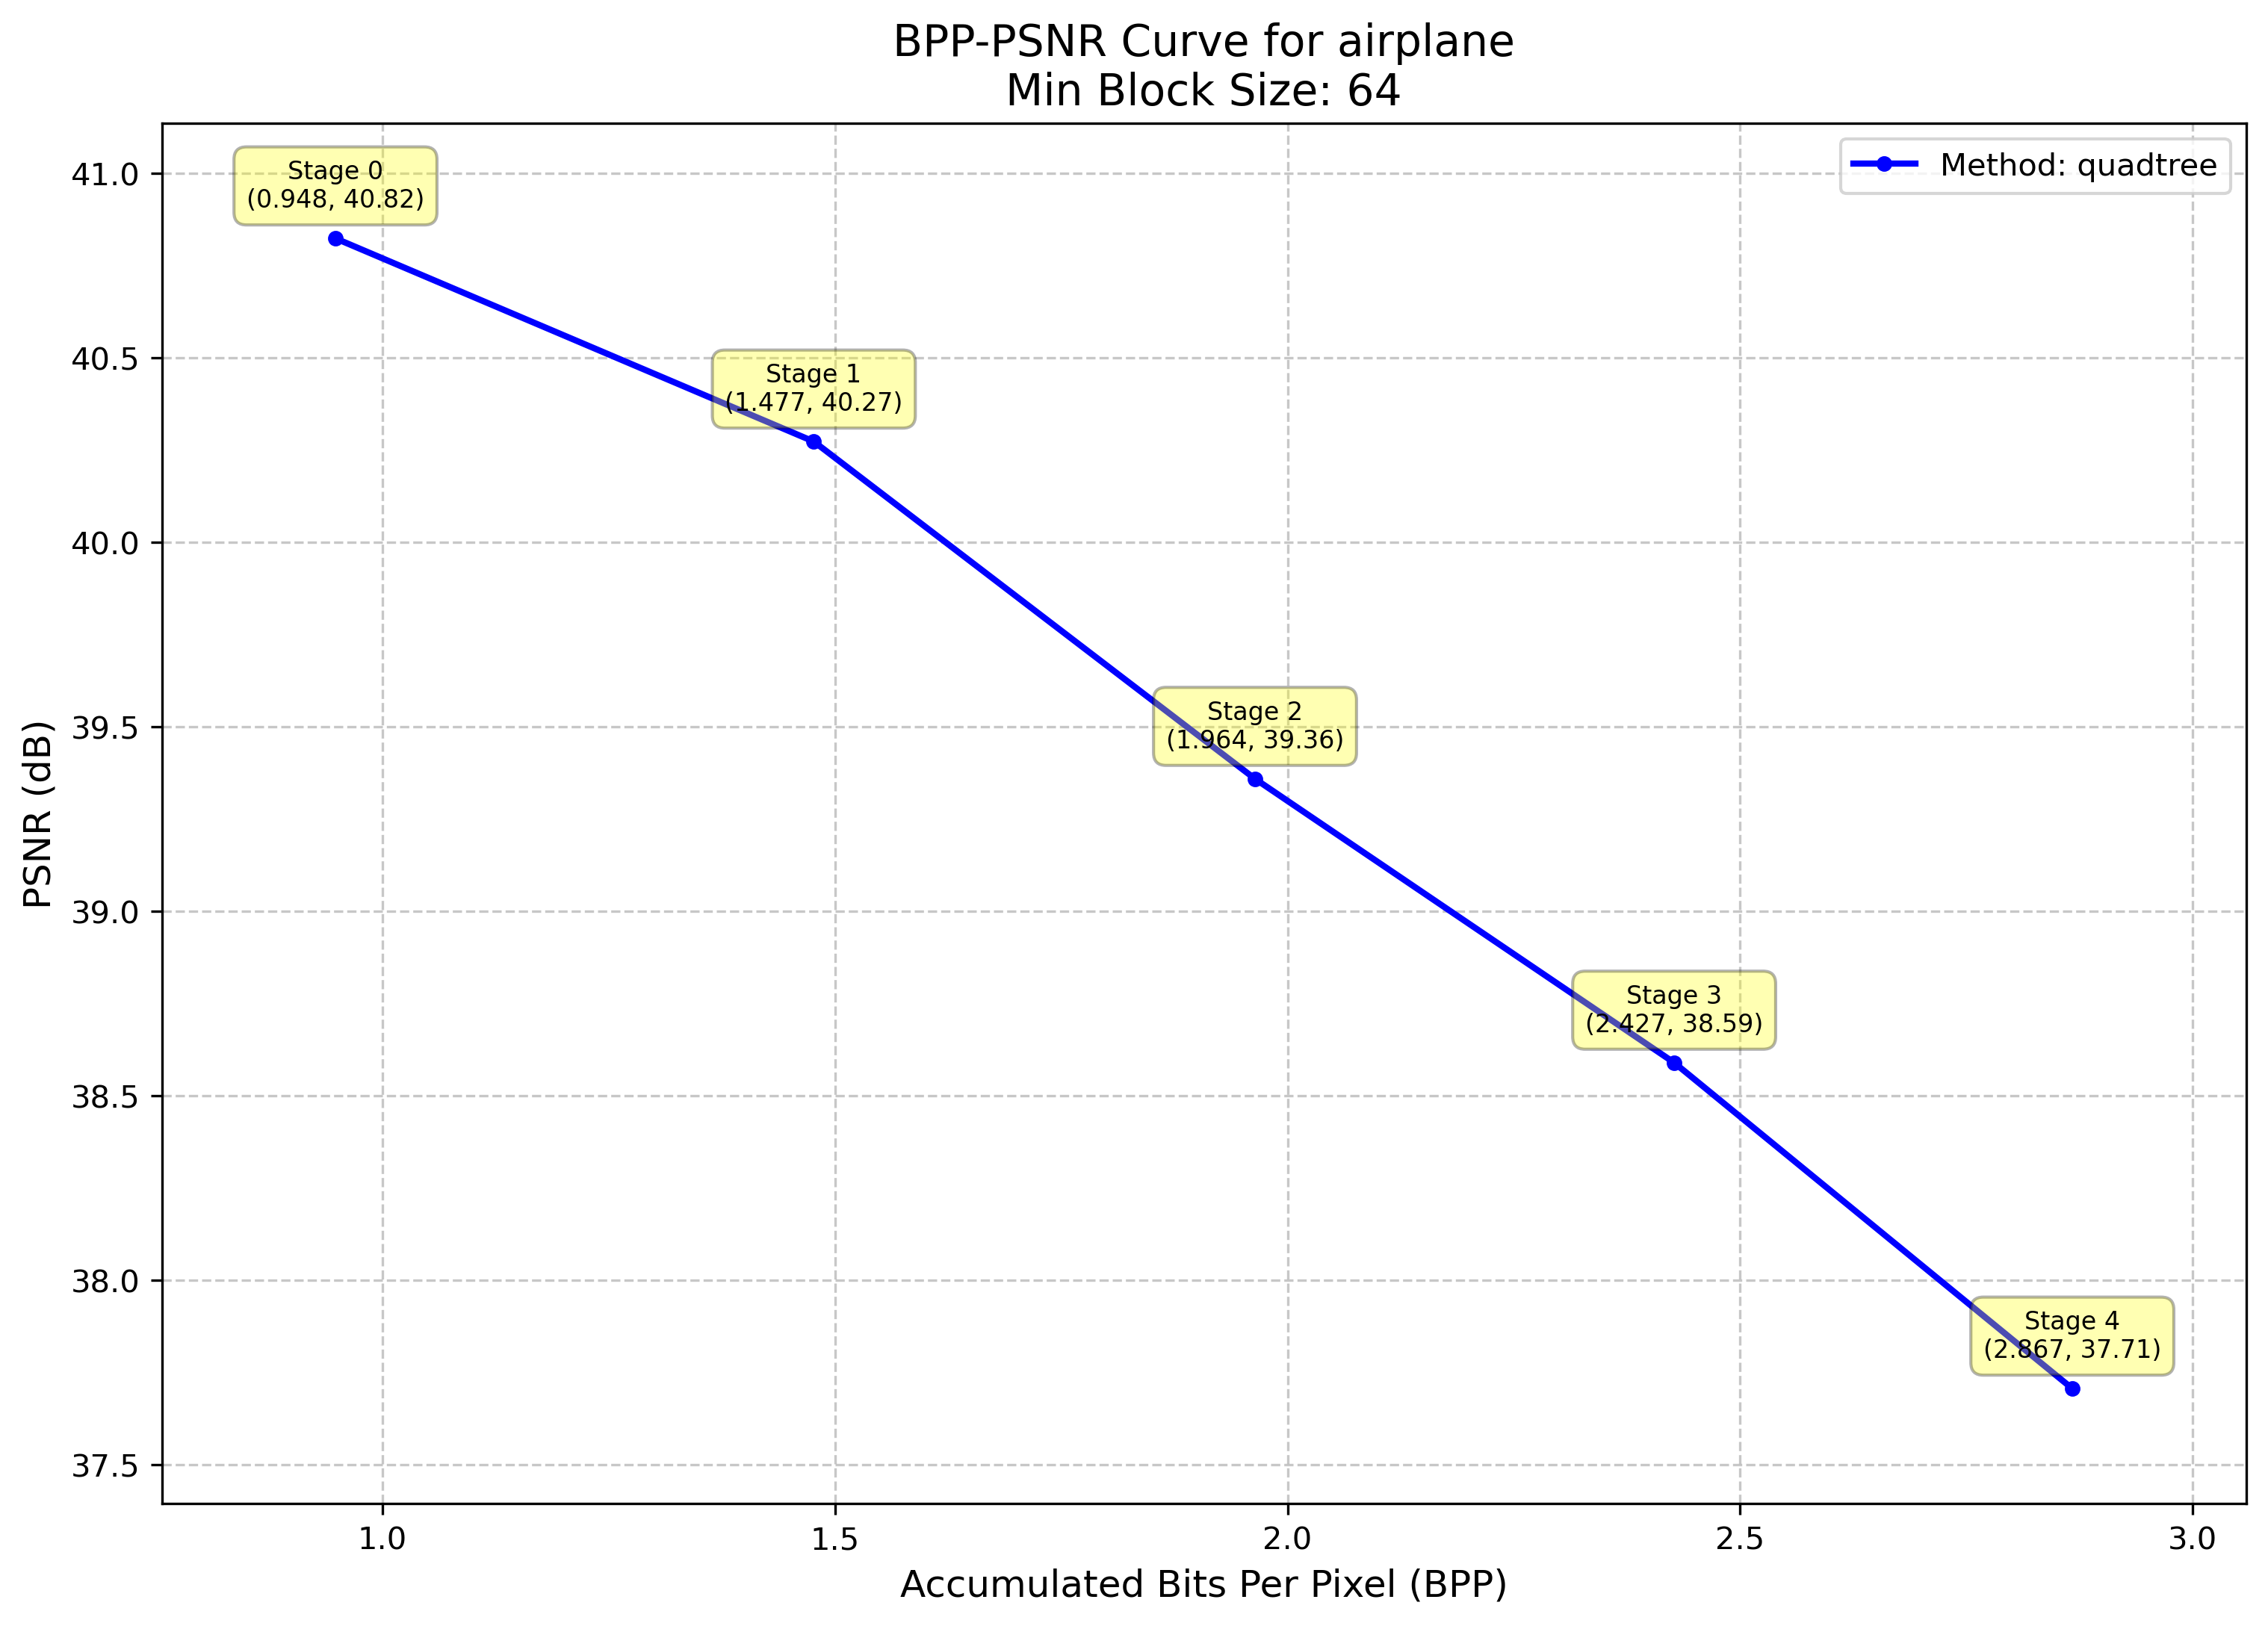 BPP-PSNR Curve for airplane
Min Block Size: 64
Method: quadtree
Stage 0
(0.948, 40.82)
Stage 1
(1.477, 40.27)
Stage 2
(1.964, 39.36)
Stage 3
(2.427, 38.59)
Stage 4
(2.867, 37.71)
PSNR (dB)
41.0
40.5
40.0
39.5
39.0
38.5
38.0
37.5
1.0 1.5 2.0 2.5 3.0
Accumulated Bits Per Pixel (BPP)